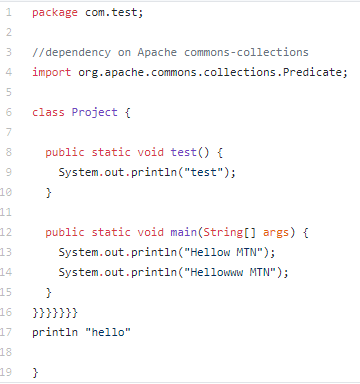 1 package com.test;
2
3 //dependency on Apache commons-collections
4 import org.apache.commons.collections.Predicate;
5
6 class Project {
7
8   public static void test() {
9     System.out.println("test");
10   }
11
12   public static void main(String[] args) {
13     System.out.println("Hellow MTN");
14     System.out.println("Hellowww MTN");
15   }
16 }}}}}}}
17 println "hello"
18
19 }